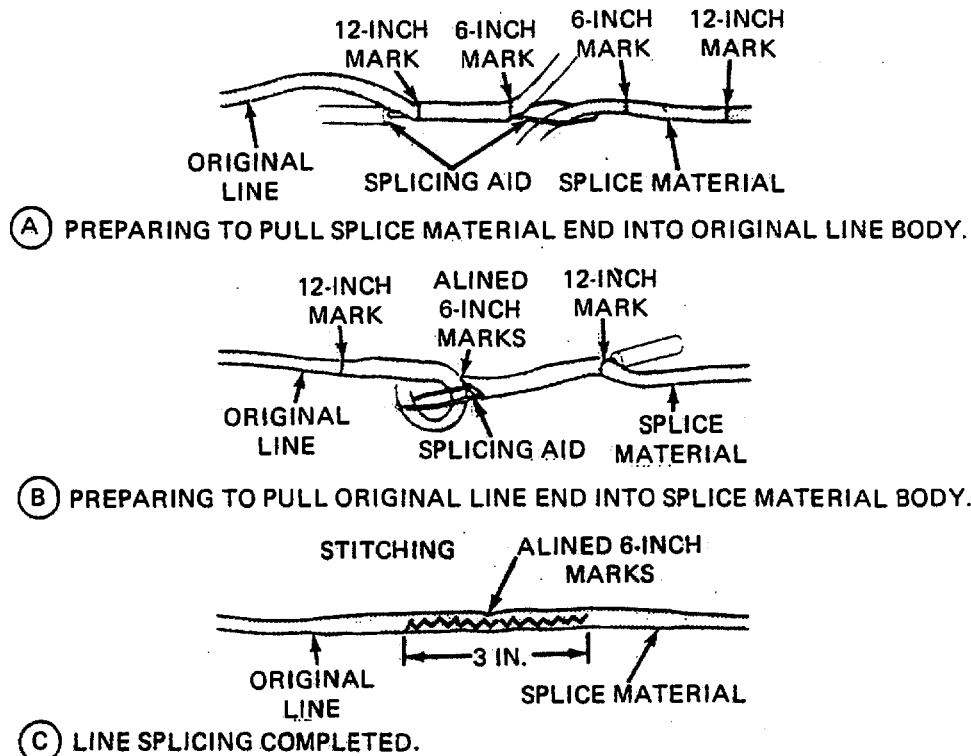 12-INCH MARK
6-INCH MARK
6-INCH MARK
12-INCH MARK
ORIGINAL LINE
SPLICING AID
SPLICE MATERIAL
A PREPARING TO PULL SPLICE MATERIAL END INTO ORIGINAL LINE BODY.
12-INCH MARK
ALINED 6-INCH MARKS
12-INCH MARK
ORIGINAL LINE
SPLICING AID
SPLICE MATERIAL
B PREPARING TO PULL ORIGINAL LINE END INTO SPLICE MATERIAL BODY.
STITCHING
ALINED 6-INCH MARKS
3 IN.
ORIGINAL LINE
SPLICE MATERIAL
C LINE SPLICING COMPLETED.